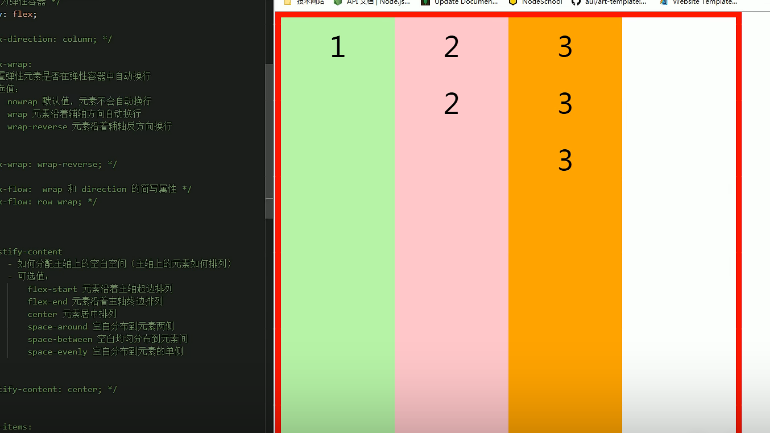 y: flex;
x-direction: column; */
x-wrap:
置弹性元素是否在弹性容器中自动换行
选值:
nowrap 默认值,元素不会自动换行
wrap 元素沿着辅轴方向自动换行
wrap-reverse 元素沿着辅轴反方向换行
x-wrap: wrap-reverse; */
x-flow: wrap 和 direction 的简写属性 */
x-flow: row wrap; */
stify-content
- 如何分配主轴上的空白空间(主轴上的元素如何排列)
- 可选值:
flex-start 元素沿着主轴起边排列
flex-end 元素沿着主轴终边排列
center 元素居中排列
space-around 空白分布到元素两侧
space-between 空白均匀分布到元素间
space-evenly 空白分布到元素的单侧
tify-content: center; */
items:
技术网站 API 文档 | Node.js... Update Documen... NodeSchool aui/art-templat... Website Template...
1 2 3
2 3
3